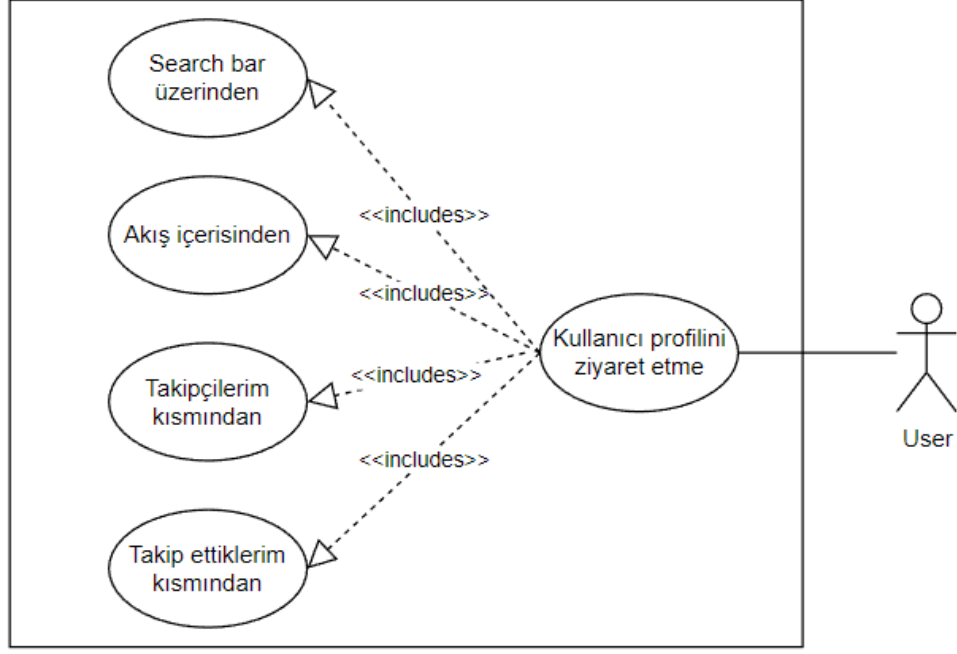 Search bar
üzerinden
<<includes>>
Akış içerisinden
<<includes>>
Kullanıcı profilini
ziyaret etme
<<includes>>
Takipçilerim
kısmından
User
<<includes>>
Takip ettiklerim
kısmından